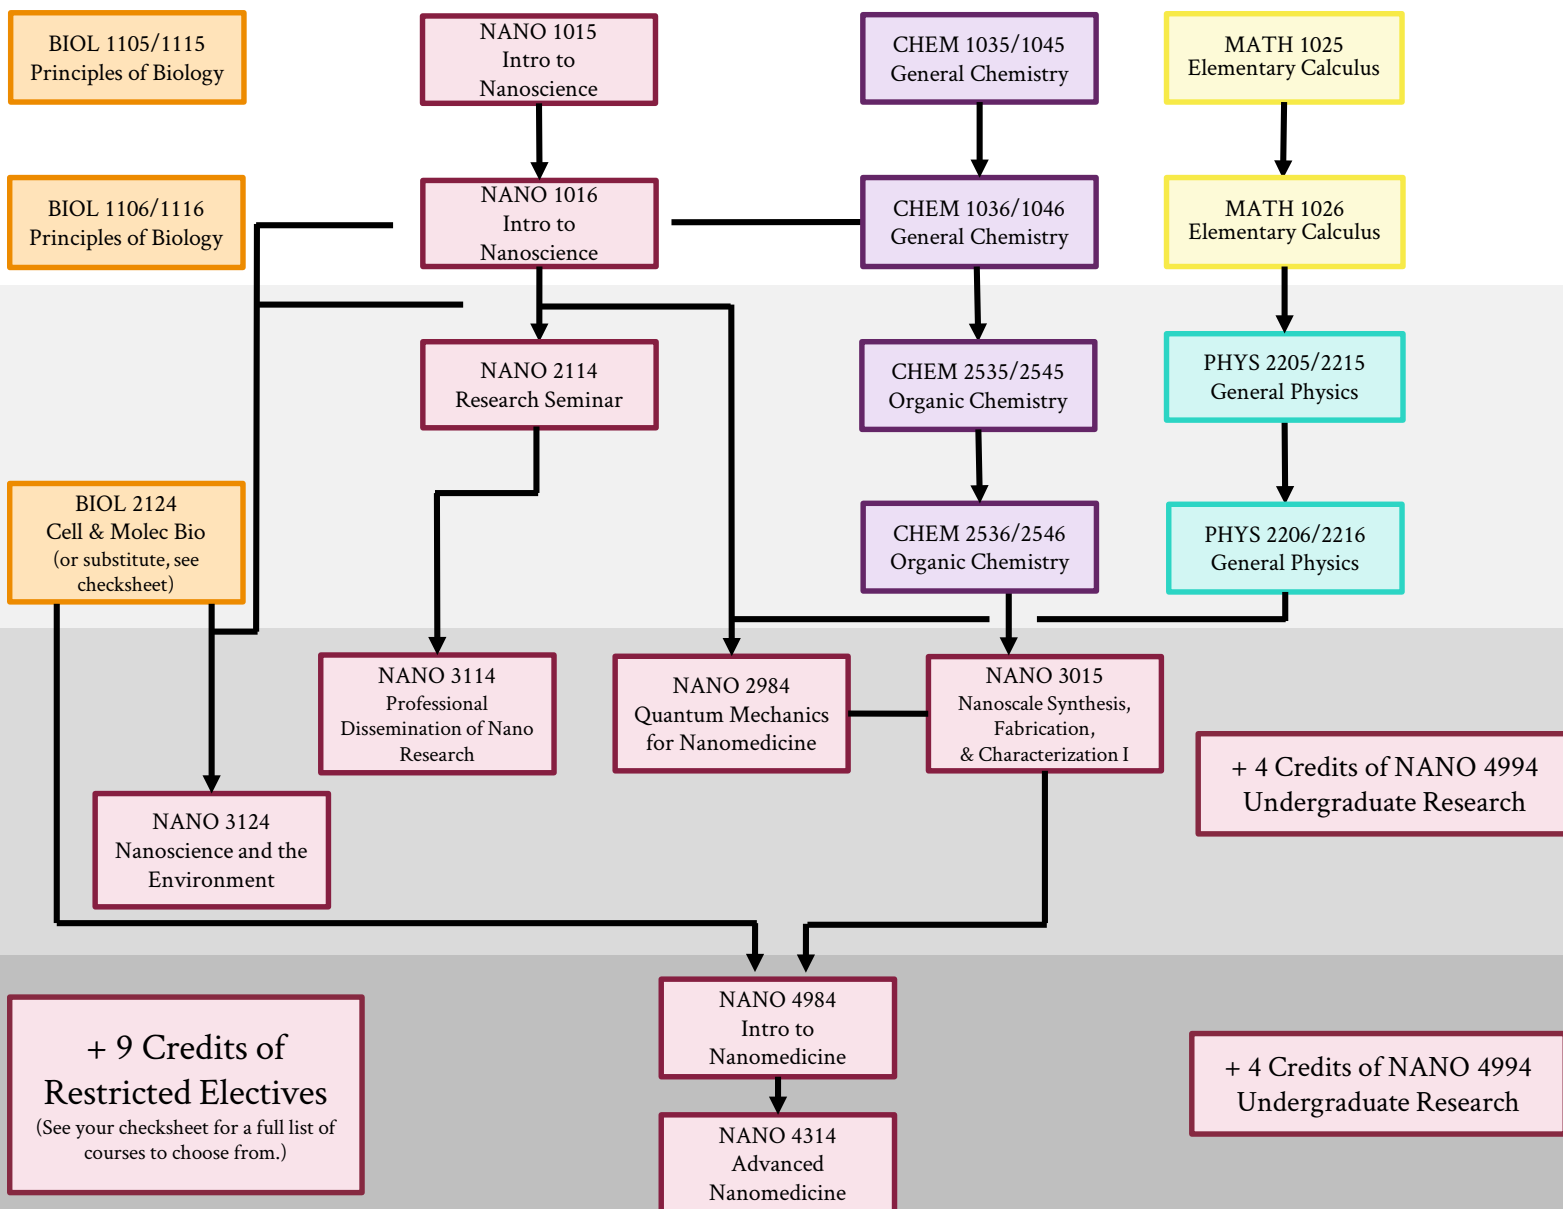 BIOL 1105/1115
Principles of Biology
NANO 1015
Intro to
Nanoscience
CHEM 1035/1045
General Chemistry
MATH 1025
Elementary Calculus
BIOL 1106/1116
Principles of Biology
NANO 1016
Intro to
Nanoscience
CHEM 1036/1046
General Chemistry
MATH 1026
Elementary Calculus
NANO 2114
Research Seminar
CHEM 2535/2545
Organic Chemistry
PHYS 2205/2215
General Physics
BIOL 2124
Cell & Molec Bio
(or substitute, see
checksheet)
CHEM 2536/2546
Organic Chemistry
PHYS 2206/2216
General Physics
NANO 3114
Professional
Dissemination of Nano
Research
NANO 2984
Quantum Mechanics
for Nanomedicine
NANO 3015
Nanoscale Synthesis,
Fabrication,
& Characterization I
+ 4 Credits of NANO 4994
Undergraduate Research
NANO 3124
Nanoscience and the
Environment
NANO 4984
Intro to
Nanomedicine
+ 9 Credits of
Restricted Electives
(See your checksheet for a full list of
courses to choose from.)
+ 4 Credits of NANO 4994
Undergraduate Research
NANO 4314
Advanced
Nanomedicine